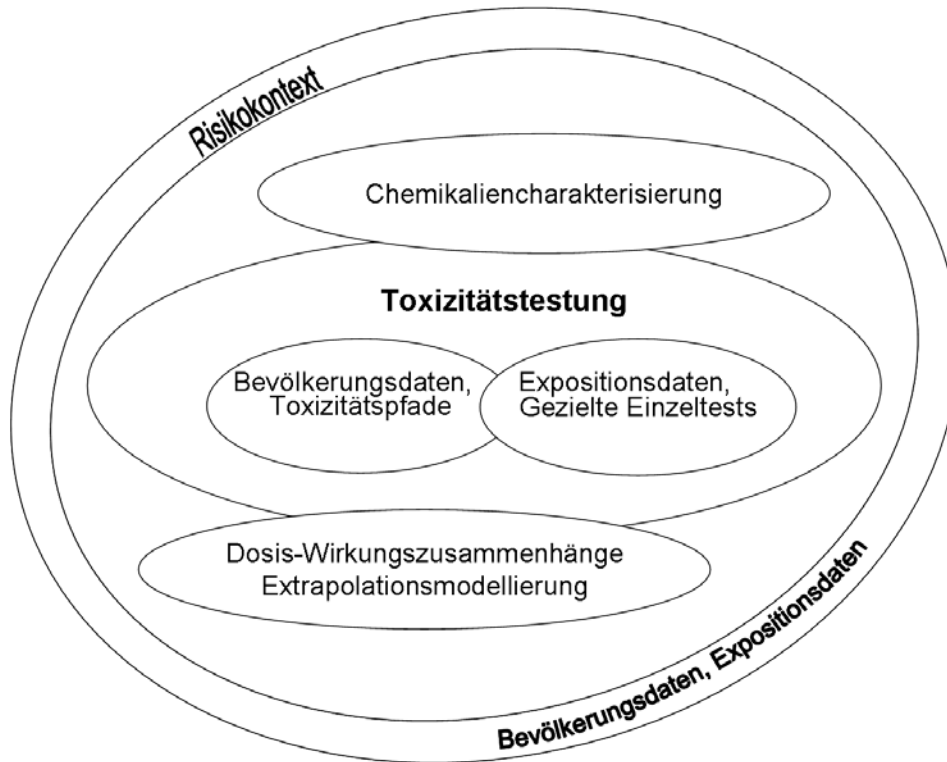 Risikokontext
Chemikaliencharakterisierung
Toxizitätstestung
Bevölkerungsdaten,
Toxizitätspfade
Expositionsdaten,
Gezielte Einzeltests
Dosis-Wirkungszusammenhänge
Extrapolationsmodellierung
Bevölkerungsdaten, Expositionsdaten